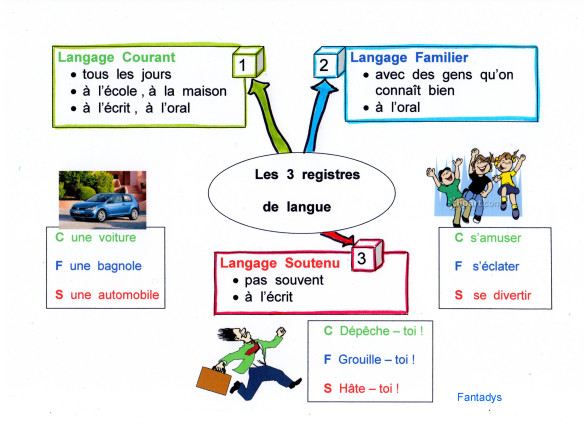 Langage Courant
1
• tous les jours
• à l'école , à la maison
• à l'écrit , à l'oral
2
Langage Familier
• avec des gens qu'on
connaît bien
• à l'oral
Les 3 registres
de langue
C une voiture
F une bagnole
S une automobile
C s'amuser
F s'éclater
S se divertir
Langage Soutenu
3
• pas souvent
• à l'écrit
C Dépêche – toi !
F Grouille – toi !
S Hâte – toi !
Fantadys